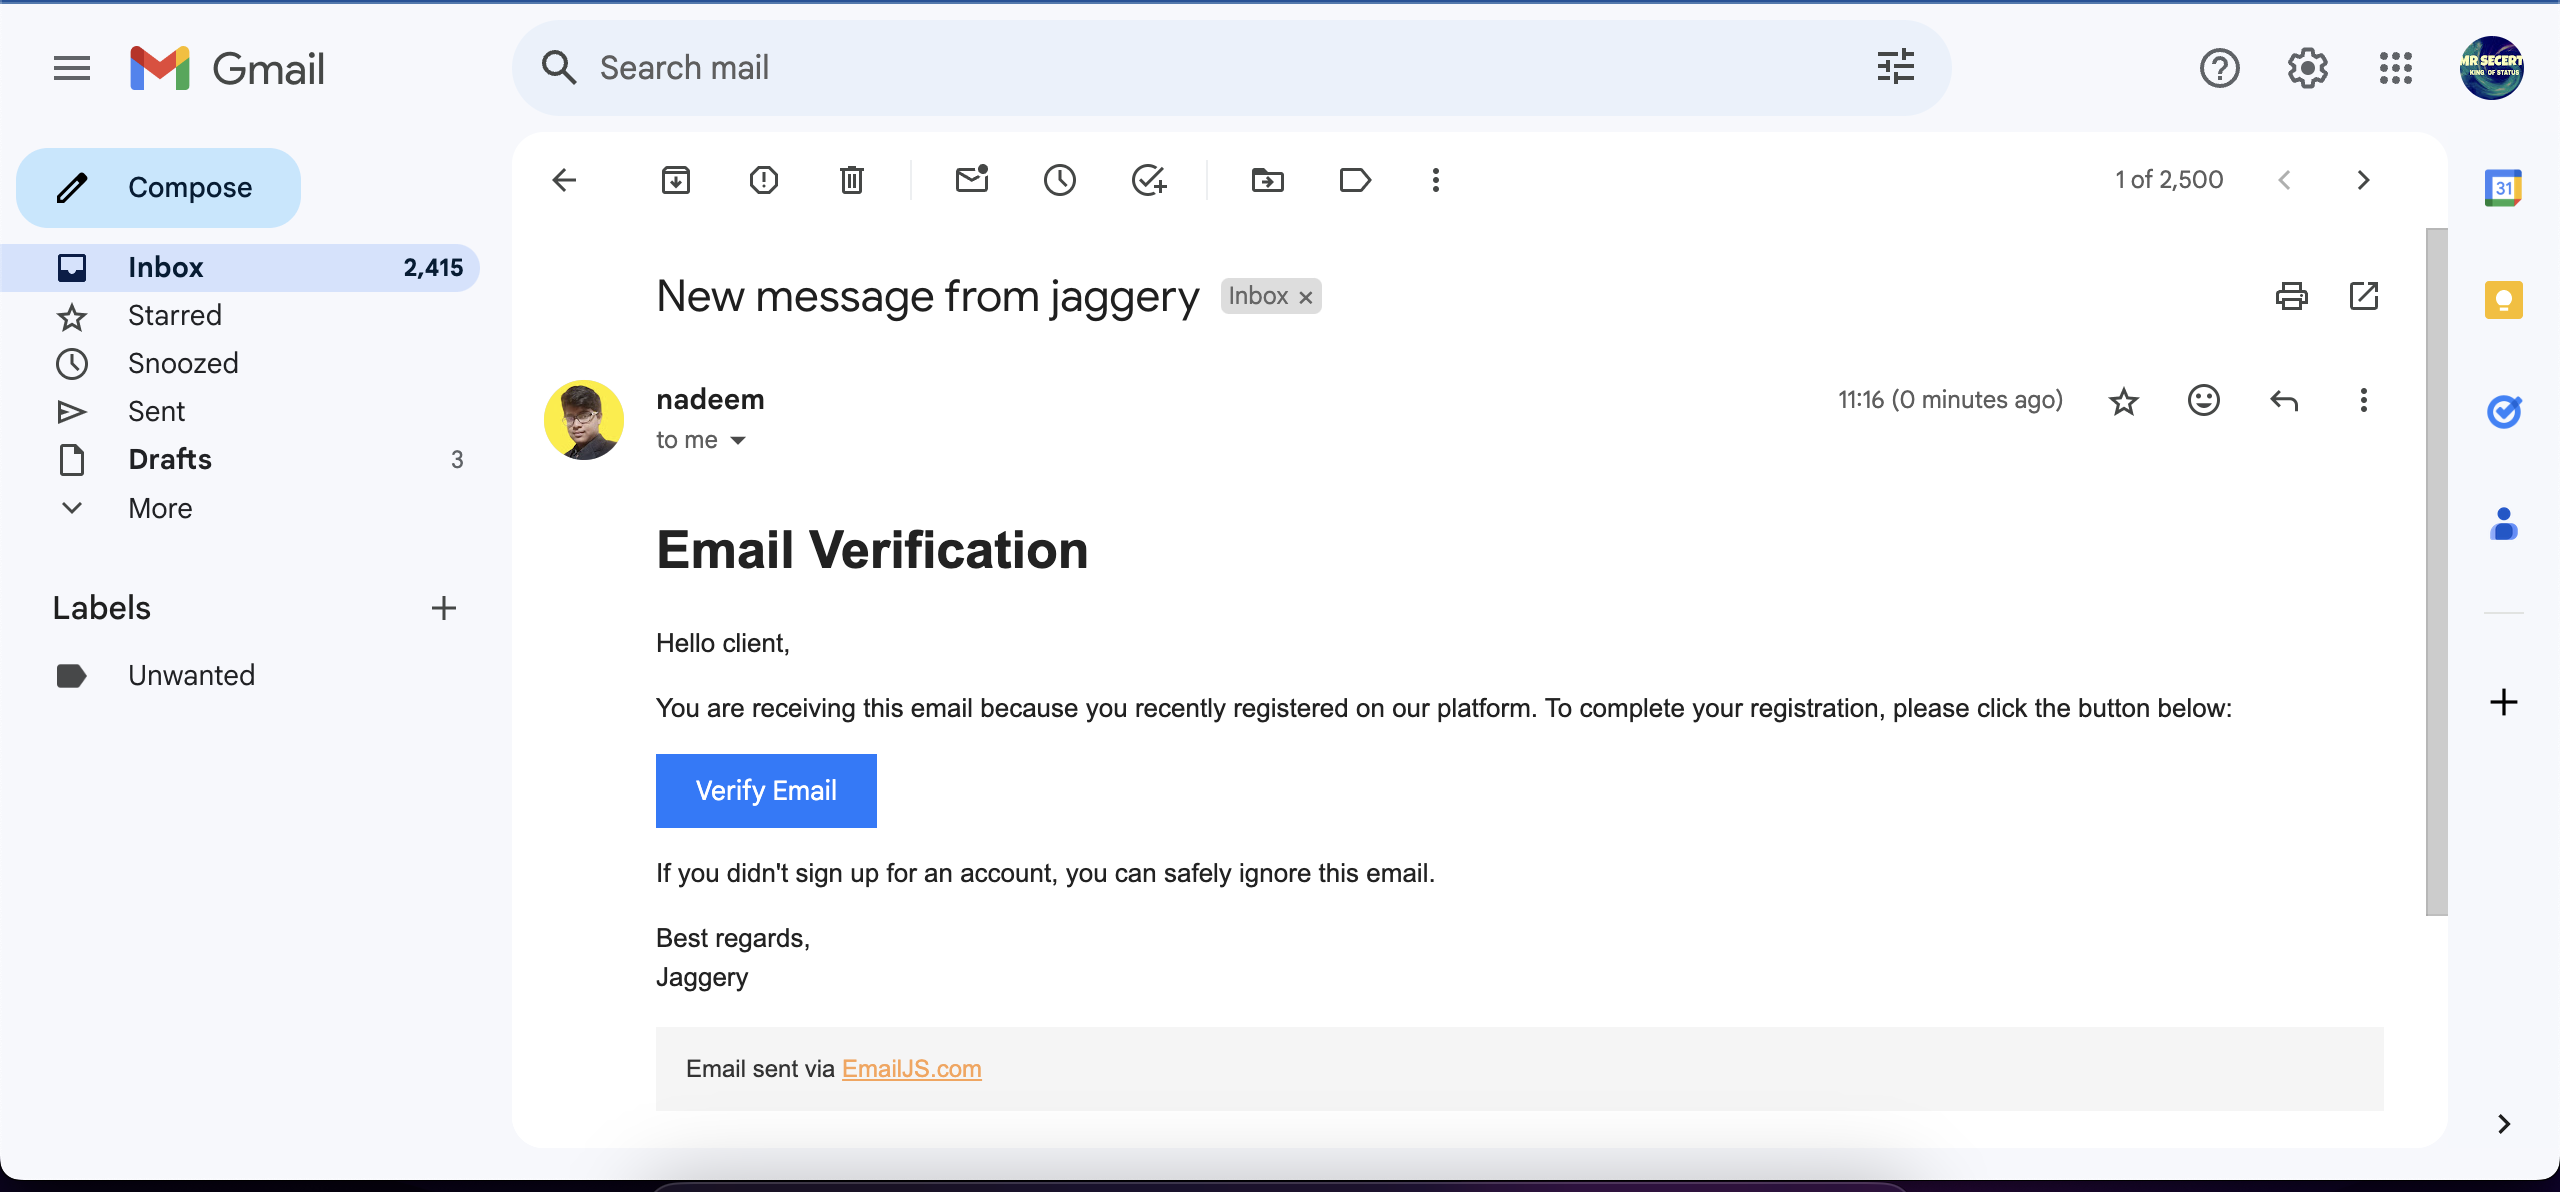 Gmail
Search mail
MR SECERT
KING OF STATUS
Compose
1 of 2,500
31
Inbox 2,415
Starred
Snoozed
Sent
Drafts 3
More
Labels
Unwanted
New message from jaggery Inbox ×
nadeem
11:16 (0 minutes ago)
to me
Email Verification
Hello client,
You are receiving this email because you recently registered on our platform. To complete your registration, please click the button below:
Verify Email
If you didn't sign up for an account, you can safely ignore this email.
Best regards,
Jaggery
Email sent via EmailJS.com